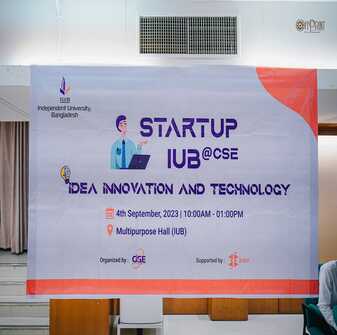 IUB
Independent University,
Bangladesh
STARTUP
IUB@CSE
IDEA INNOVATION AND TECHNOLOGY
4th September, 2023 | 10:00AM - 01:00PM
Multipurpose Hall (IUB)
Organized by : CSE
Supported by :